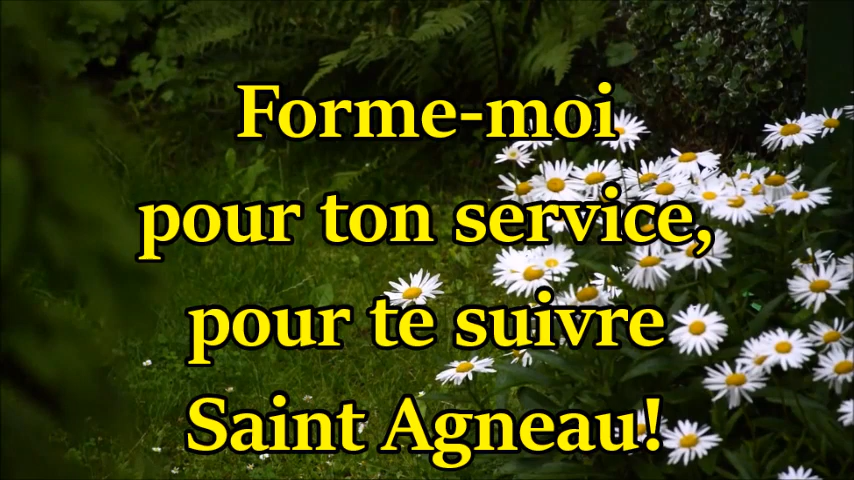 Forme-moi
pour ton service,
pour te suivre
Saint Agneau!